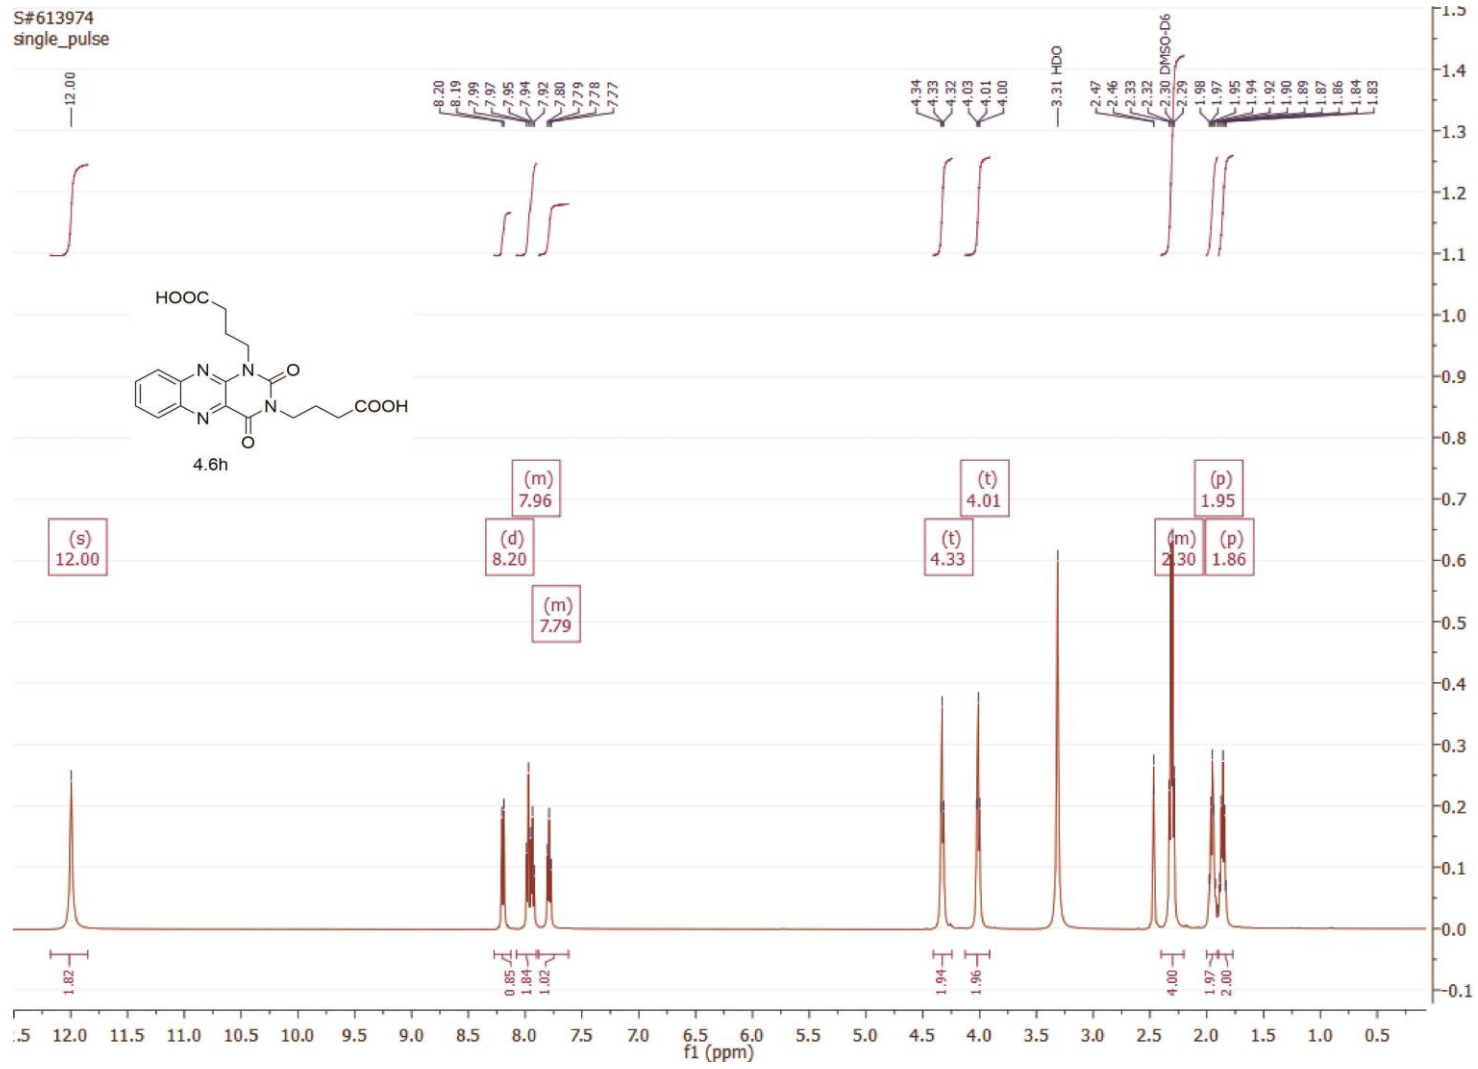 S#613974
single_pulse
12.00
8.20
8.19
7.99
7.97
7.95
7.94
7.92
7.80
7.79
7.78
7.77
4.34
4.33
4.32
4.03
4.01
4.00
3.31 HDO
2.47
2.46
2.33
2.32
2.30 DMSO-D6
2.29
1.98
1.97
1.95
1.94
1.92
1.90
1.89
1.87
1.86
1.84
1.83
HOOC
N
N
O
N
N
COOH
O
4.6h
(s)
12.00
(m)
7.96
(d)
8.20
(m)
7.79
(t)
4.01
(t)
4.33
(p)
1.95
(m)
2.30
(p)
1.86
1.82
0.85
1.84
1.02
1.94
1.96
4.00
1.97
2.00
1.5
1.4
1.3
1.2
1.1
1.0
0.9
0.8
0.7
0.6
0.5
0.4
0.3
0.2
0.1
0.0
-0.1
.5 12.0 11.5 11.0 10.5 10.0 9.5 9.0 8.5 8.0 7.5 7.0 6.5 6.0 5.5 5.0 4.5 4.0 3.5 3.0 2.5 2.0 1.5 1.0 0.5
f1 (ppm)